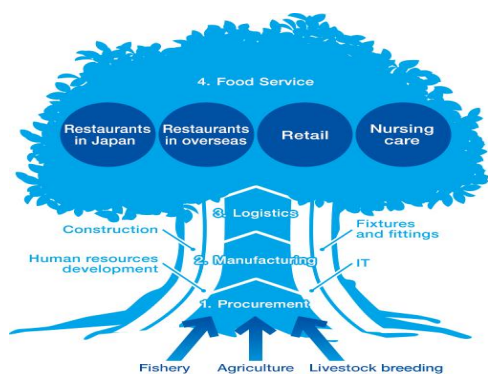 4. Food Service
Restaurants
in Japan
Restaurants
in overseas
Retail
Nursing
care
3. Logistics
Construction
Fixtures
and fittings
2. Manufacturing
Human resources
development
IT
1. Procurement
Fishery
Agriculture
Livestock breeding